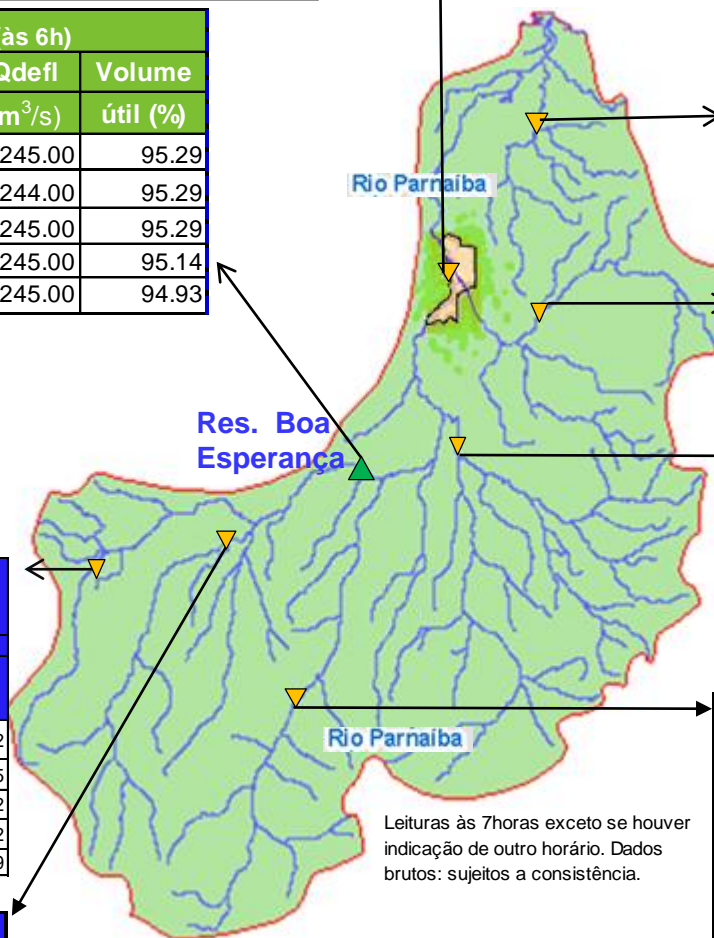 (às 6h)
Qdefl Volume
m³/s) útil (%)
245.00 95.29
244.00 95.29
245.00 95.29
245.00 95.14
245.00 94.93
Rio Parnaíba
Res. Boa
Esperança
Rio Parnaíba
Leituras às 7horas exceto se houver
indicação de outro horário. Dados
brutos: sujeitos a consistência.